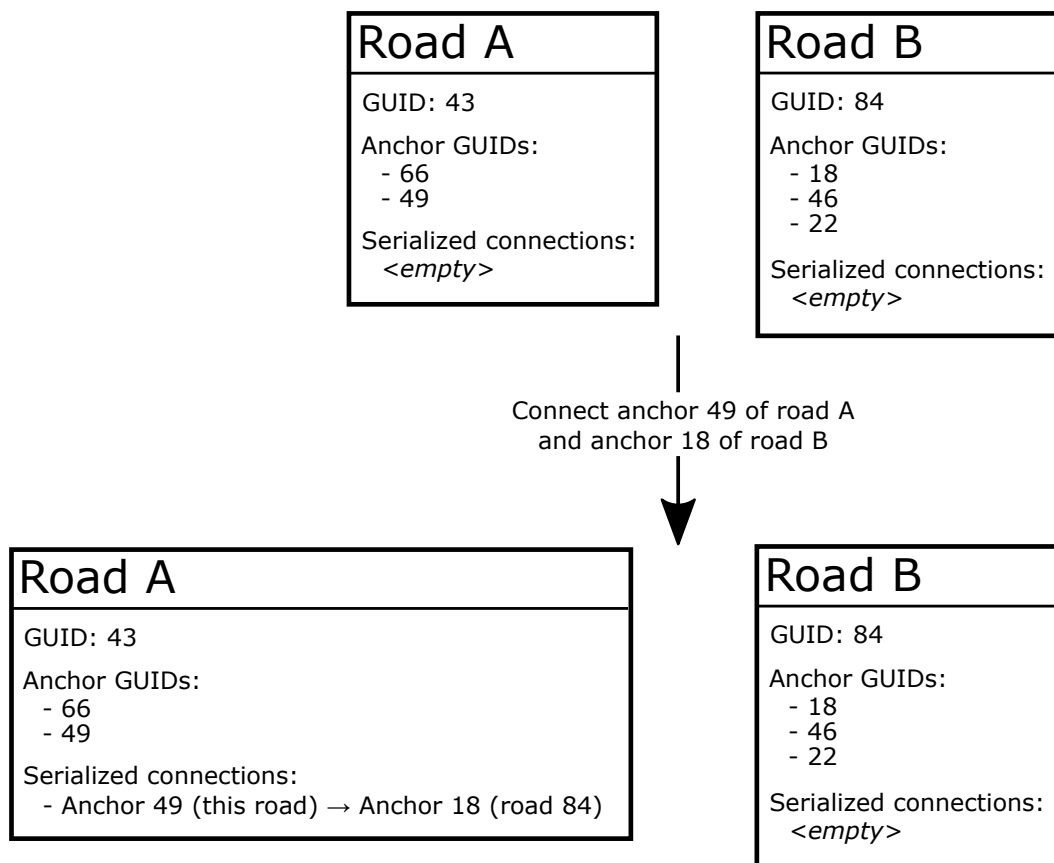 Road A
GUID: 43
Anchor GUIDs:
- 66
- 49
Serialized connections:
<empty>
Road B
GUID: 84
Anchor GUIDs:
- 18
- 46
- 22
Serialized connections:
<empty>
Connect anchor 49 of road A
and anchor 18 of road B
Road A
GUID: 43
Anchor GUIDs:
- 66
- 49
Serialized connections:
- Anchor 49 (this road) → Anchor 18 (road 84)
Road B
GUID: 84
Anchor GUIDs:
- 18
- 46
- 22
Serialized connections:
<empty>